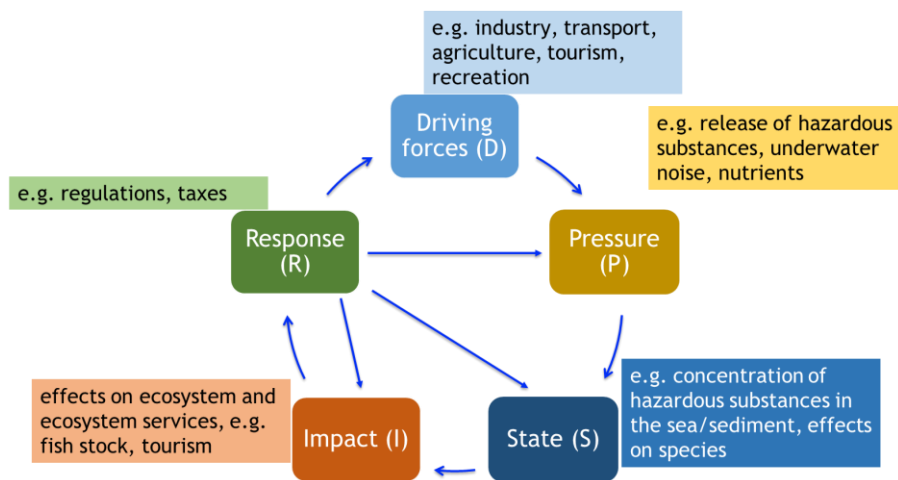 e.g. industry, transport,
agriculture, tourism,
recreation
Driving
forces (D)
e.g. release of hazardous
substances, underwater
noise, nutrients
e.g. regulations, taxes
Response
(R)
Pressure
(P)
effects on ecosystem and
ecosystem services, e.g.
fish stock, tourism
Impact (I)
State (S)
e.g. concentration of
hazardous substances in
the sea/sediment, effects
on species